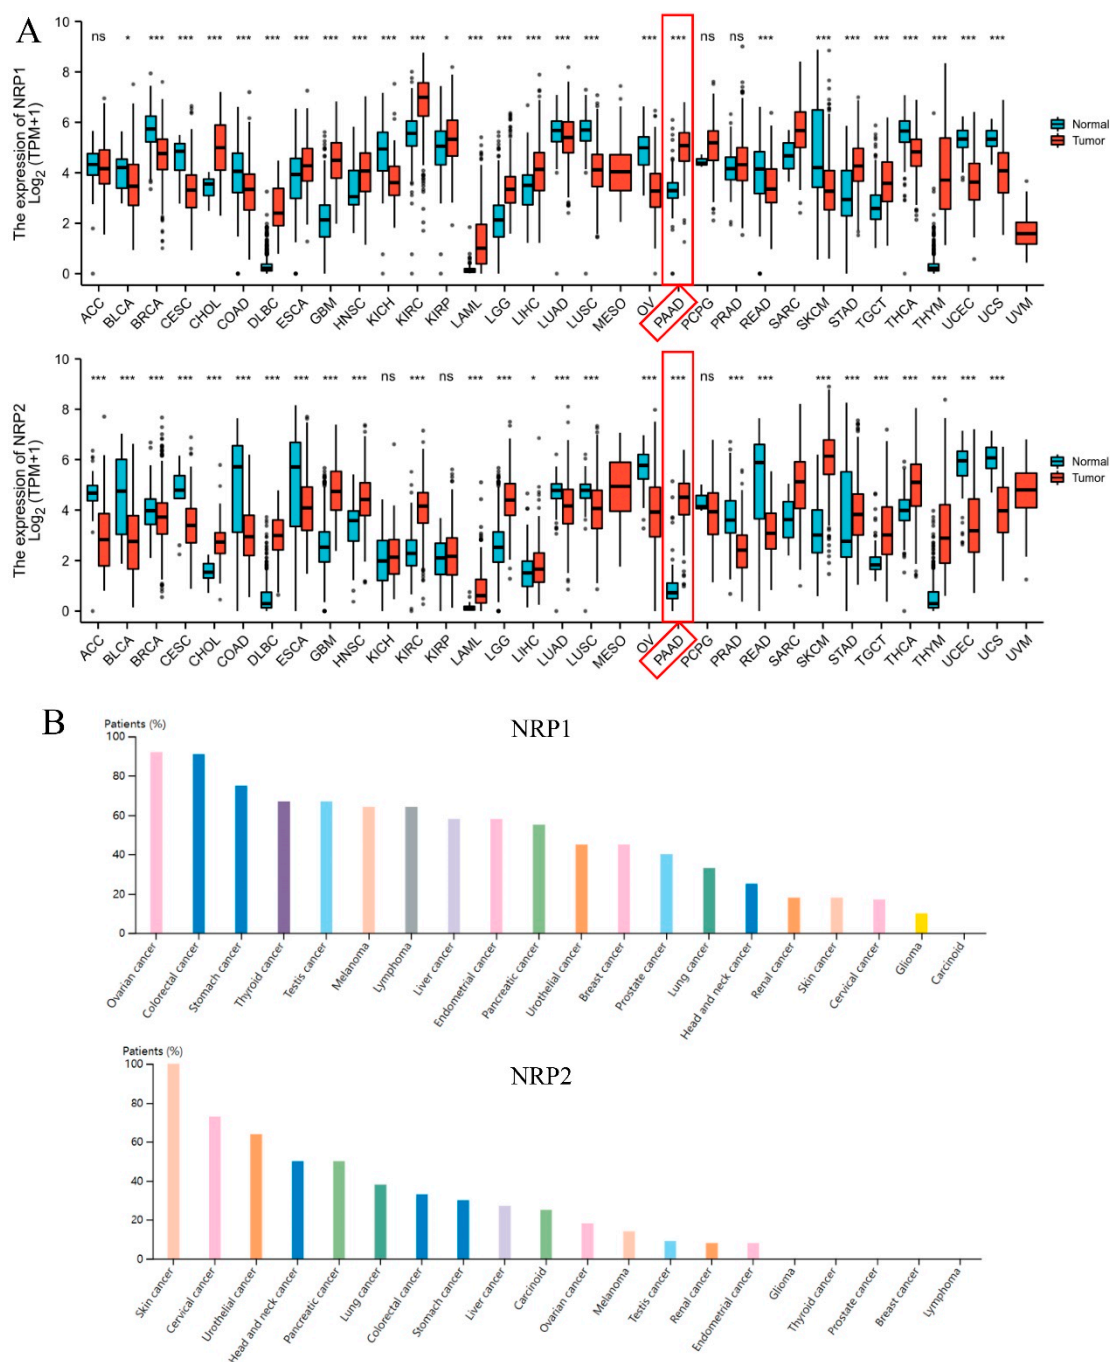 A
The expression of NRP1
Log2 (TPM+1)
10
8
6
4
2
0
ns * *** *** *** *** *** *** *** *** *** *** * *** *** *** *** *** *** *** ns ns *** *** *** *** *** *** *** ***
Normal
Tumor
ACC BLCA BRCA CESC CHOL COAD DLBC ESCA GBM HNSC KICH KIRC KIRP LAML LGG LIHC LUAD LUSC MESO OV PAAD PCPG PRAD READ SARC SKCM STAD TGCT THCA THYM UCEC UCS UVM
The expression of NRP2
Log2 (TPM+1)
10
8
6
4
2
0
*** *** *** *** *** *** *** *** *** *** ns *** ns *** *** * *** *** *** *** ns *** *** *** *** *** *** *** *** ***
Normal
Tumor
ACC BLCA BRCA CESC CHOL COAD DLBC ESCA GBM HNSC KICH KIRC KIRP LAML LGG LIHC LUAD LUSC MESO OV PAAD PCPG PRAD READ SARC SKCM STAD TGCT THCA THYM UCEC UCS UVM
B
NRP1
Patients (%)
100
80
60
40
20
0
Ovarian cancer
Colorectal cancer
Stomach cancer
Thyroid cancer
Testis cancer
Melanoma
Lymphoma
Liver cancer
Endometrial cancer
Pancreatic cancer
Urothelial cancer
Breast cancer
Prostate cancer
Lung cancer
Head and neck cancer
Renal cancer
Skin cancer
Cervical cancer
Glioma
Carcinoid
NRP2
Patients (%)
100
80
60
40
20
0
Skin cancer
Cervical cancer
Urothelial cancer
Head and neck cancer
Pancreatic cancer
Lung cancer
Colorectal cancer
Stomach cancer
Liver cancer
Carcinoid
Ovarian cancer
Melanoma
Testis cancer
Renal cancer
Endometrial cancer
Glioma
Thyroid cancer
Prostate cancer
Breast cancer
Lymphoma